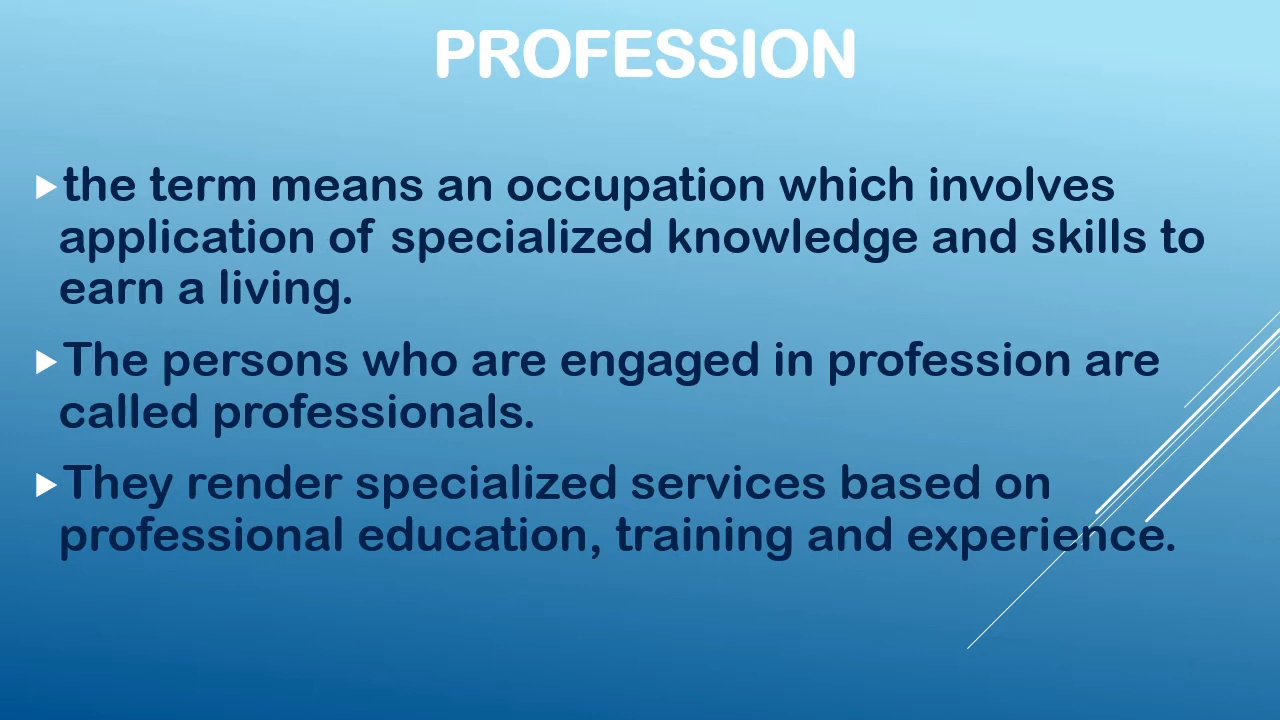 PROFESSION
the term means an occupation which involves
application of specialized knowledge and skills to
earn a living.
The persons who are engaged in profession are
called professionals.
They render specialized services based on
professional education, training and experience.